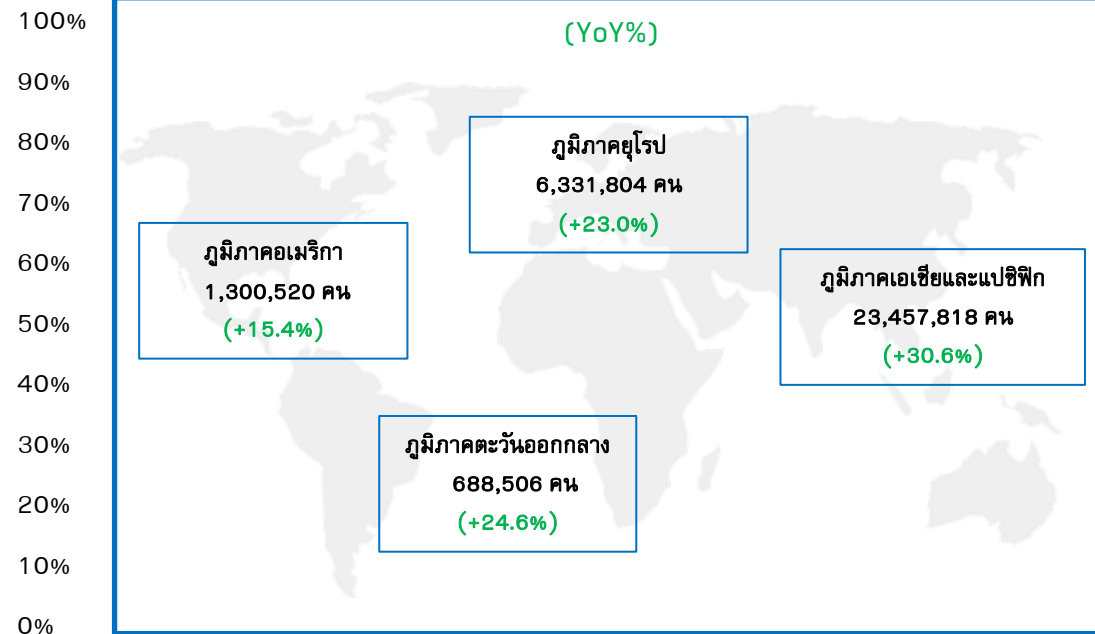 100%
90%
80%
70%
60%
50%
40%
30%
20%
10%
0%
(YoY%)
ภูมิภาคยุโรป
6,331,804 คน
(+23.0%)
ภูมิภาคอเมริกา
1,300,520 คน
(+15.4%)
ภูมิภาคเอเชียและแปซิฟิก
23,457,818 คน
(+30.6%)
ภูมิภาคตะวันออกกลาง
688,506 คน
(+24.6%)